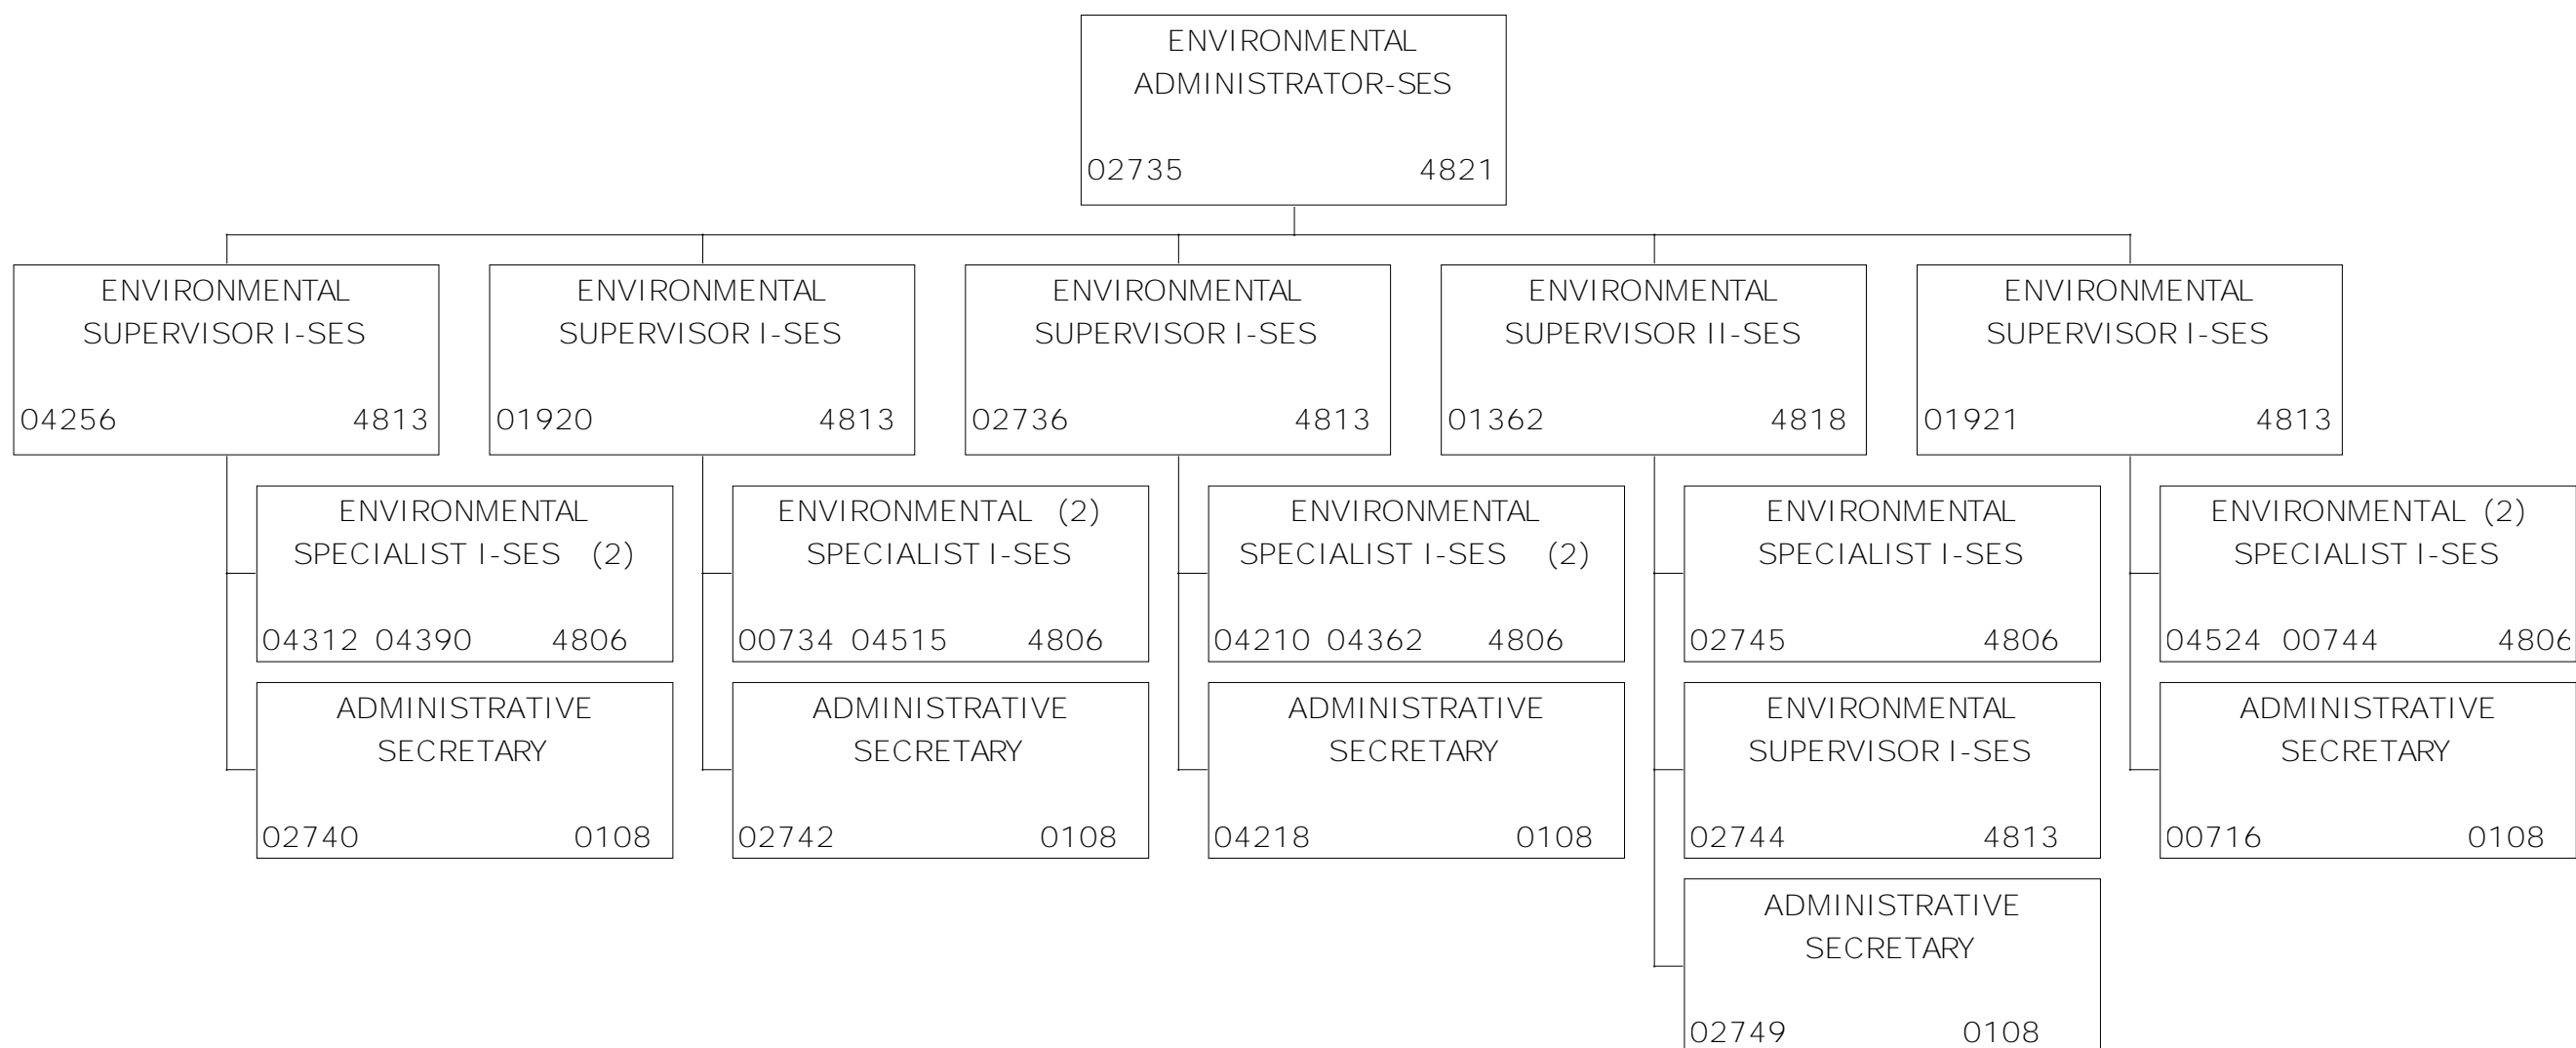 ENVIRONMENTAL
ADMINISTRATOR-SES
02735 4821
ENVIRONMENTAL
SUPERVISOR I-SES
04256 4813
ENVIRONMENTAL
SUPERVISOR I-SES
01920 4813
ENVIRONMENTAL
SUPERVISOR I-SES
02736 4813
ENVIRONMENTAL
SUPERVISOR II-SES
01362 4818
ENVIRONMENTAL
SUPERVISOR I-SES
01921 4813
ENVIRONMENTAL
SPECIALIST I-SES (2)
04312 04390 4806
ADMINISTRATIVE
SECRETARY
02740 0108
ENVIRONMENTAL (2)
SPECIALIST I-SES
00734 04515 4806
ADMINISTRATIVE
SECRETARY
02742 0108
ENVIRONMENTAL
SPECIALIST I-SES (2)
04210 04362 4806
ADMINISTRATIVE
SECRETARY
04218 0108
ENVIRONMENTAL
SPECIALIST I-SES
02745 4806
ENVIRONMENTAL
SUPERVISOR I-SES
02744 4813
ADMINISTRATIVE
SECRETARY
02749 0108
ENVIRONMENTAL (2)
SPECIALIST I-SES
04524 00744 4806
ADMINISTRATIVE
SECRETARY
00716 0108